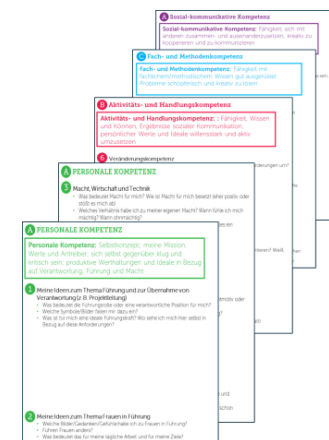 A Sozial-kommunikative Kompetenz
Sozial-kommunikative Kompetenz: Fähigkeit, sich mit
anderen zusammen- und auseinanderzusetzen, kreativ zu
kooperieren und zu kommunizieren
C Fach- und Methodenkompetenz
Fach- und Methodenkompetenz: Fähigkeit mit
fachlichem/methodischem Wissen gut ausgerüstet
Probleme schöpferisch und kreativ zu lösen
B Aktivitäts- und Handlungskompetenz
Aktivitäts- und Handlungskompetenz: : Fähigkeit, Wissen
und Können, Ergebnisse sozialer Kommunikation,
persönlicher Werte und Ideale willensstark und aktiv
umzusetzen
6 Veränderungskompetenz
A PERSONALE KOMPETENZ
3 Macht, Wirtschaft und Technik
• Was bedeutet Macht für mich? Wie ist Macht für mich besetzt (eher positiv oder
stößt es mich ab)
• Welches Verhältnis habe ich zu meiner eigenen Macht? Wann fühle ich mich
mächtig? Wann ohnmächtig?
A PERSONALE KOMPETENZ
Personale Kompetenz: Selbstkonzept, meine Mission,
Werte und Antreiber; sich selbst gegenüber klug und
kritisch sein; produktive Werthaltungen und Ideale in Bezug
auf Verantwortung, Führung und Macht
1 Meine Ideen zum Thema Führung und zur Übernahme von
Verantwortung (z.B. Projektleitung)
• Was bedeutet die Führungsrolle oder eine verantwortliche Position für mich?
• Welche Symbole/Bilder fallen mir dazu ein?
• Was ist für mich eine ideale Führungskraft? Wo sehe ich mich hier selbst in
Bezug auf diese Anforderungen?
2 Meine Ideen zum Thema Frauen in Führung
• Welche Bilder/Gedanken/Gefühle habe ich zu Frauen in Führung?
• Führen Frauen anders?
• Was bedeutet das für meine tägliche Arbeit und für meine Ziele?